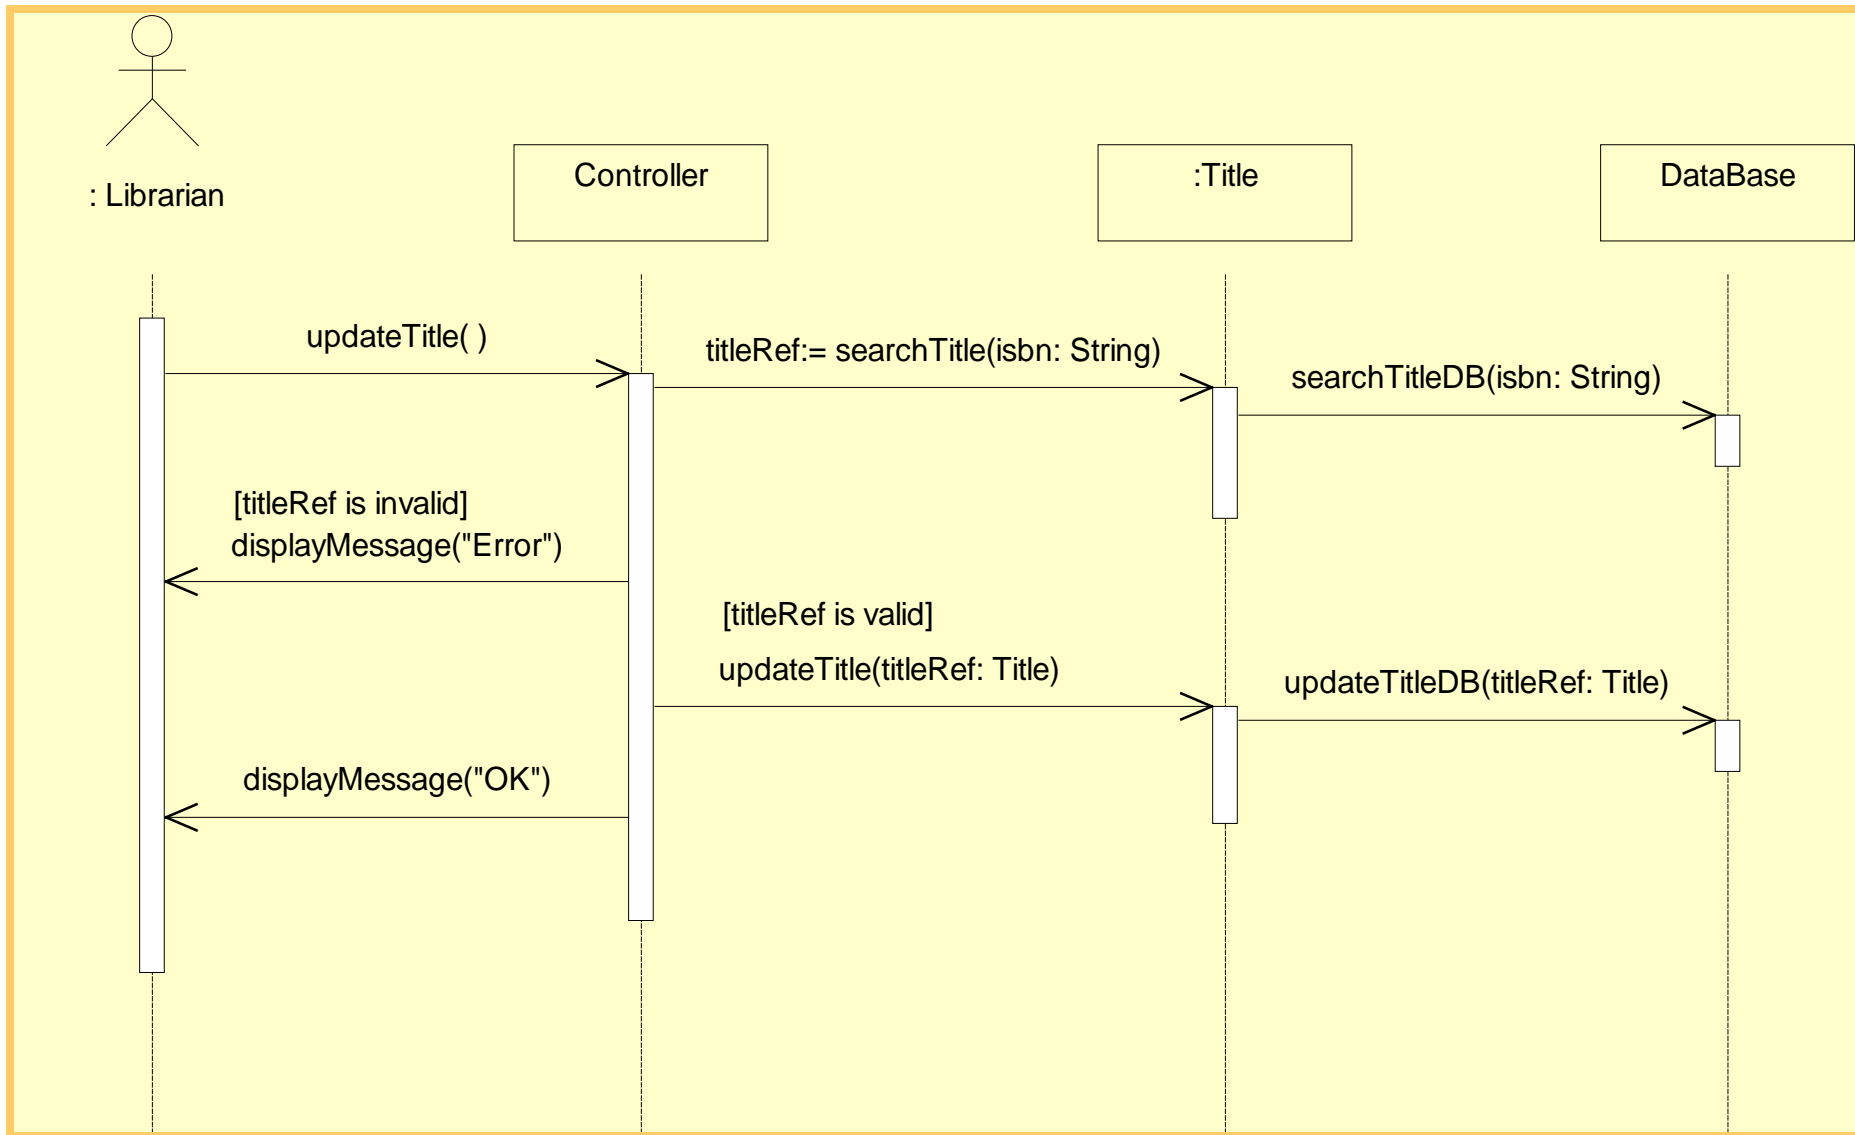 : Librarian
Controller
:Title
DataBase
updateTitle( )
titleRef:= searchTitle(isbn: String)
searchTitleDB(isbn: String)
[titleRef is invalid]
displayMessage("Error")
[titleRef is valid]
updateTitle(titleRef: Title)
updateTitleDB(titleRef: Title)
displayMessage("OK")